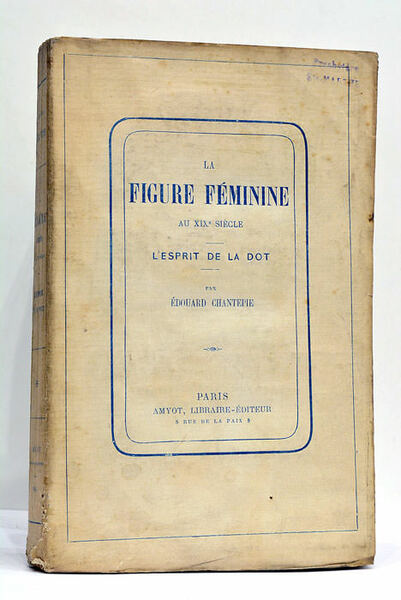 LA
FIGURE FÉMININE
AU XIXᵉ SIÈCLE
L'ESPRIT DE LA DOT
PAR
ÉDOUARD CHANTEPIE
PARIS
AMYOT, LIBRAIRE-ÉDITEUR
8 RUE DE LA PAIX 8